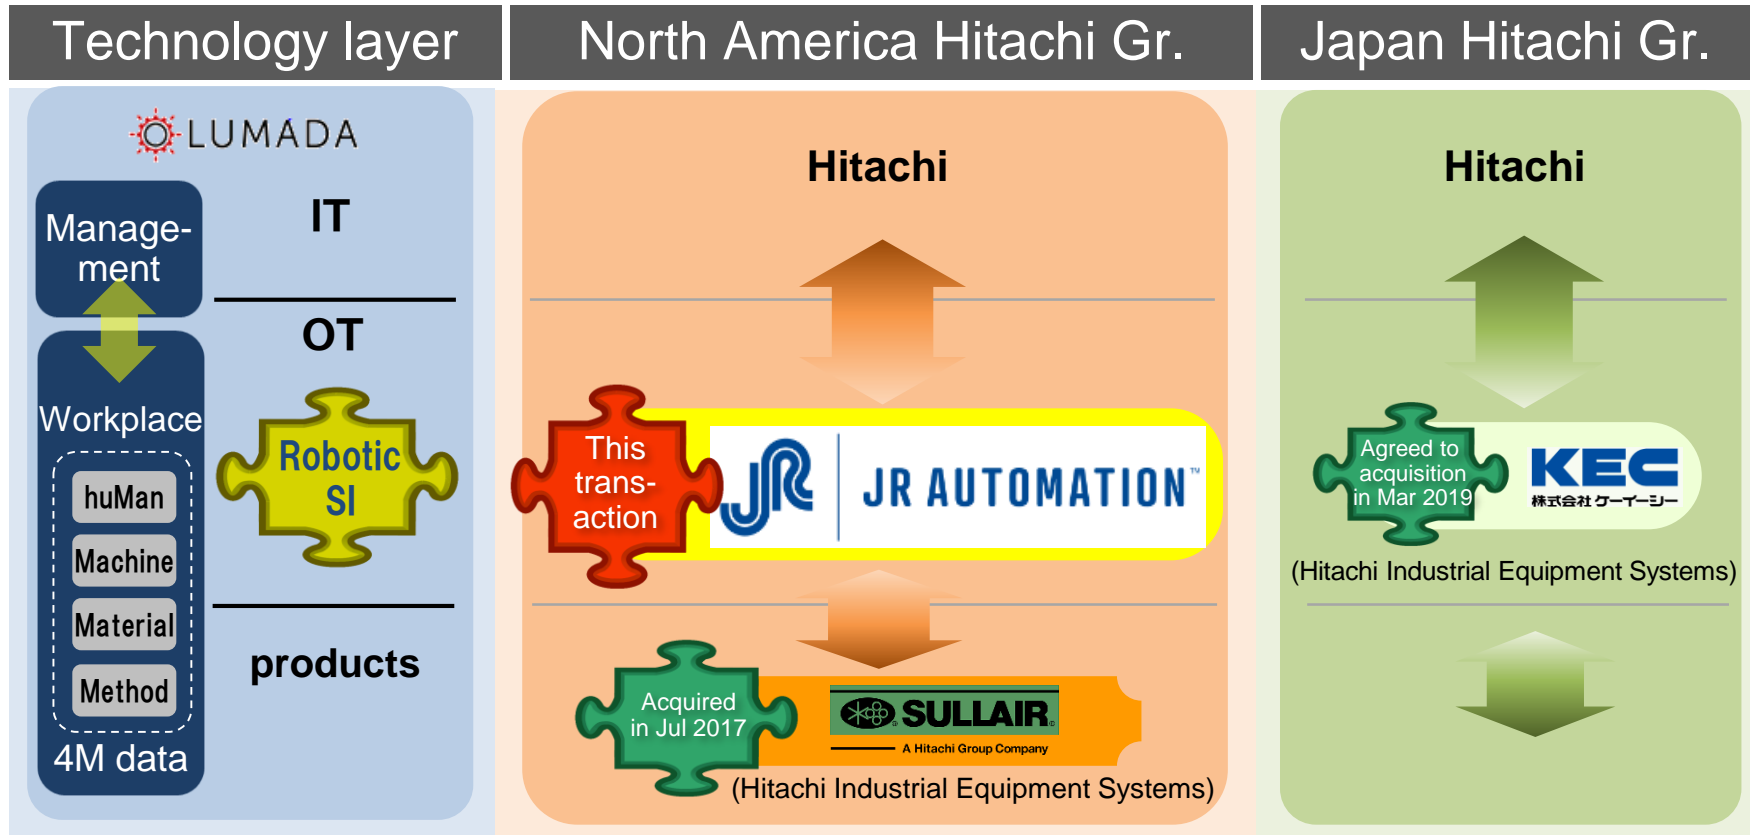 Technology layer
North America Hitachi Gr.
Japan Hitachi Gr.
LUMADA
Manage-
ment
IT
OT
Workplace
huMan
Machine
Material
Method
4M data
Robotic
SI
products
Hitachi
This
trans-
action
JR
JR AUTOMATION™
Acquired
in Jul 2017
SULLAIR
A Hitachi Group Company
(Hitachi Industrial Equipment Systems)
Hitachi
Agreed to
acquisition
in Mar 2019
KEC
株式会社 ケーイーシー
(Hitachi Industrial Equipment Systems)